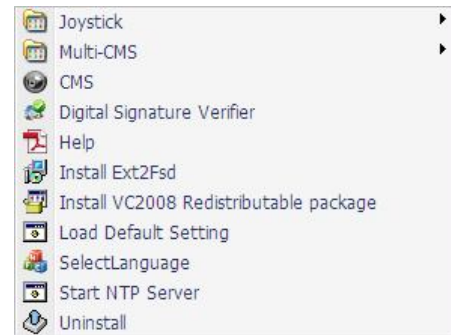 Joystick
Multi-CMS
CMS
Digital Signature Verifier
Help
Install Ext2Fsd
Install VC2008 Redistributable package
Load Default Setting
SelectLanguage
Start NTP Server
Uninstall